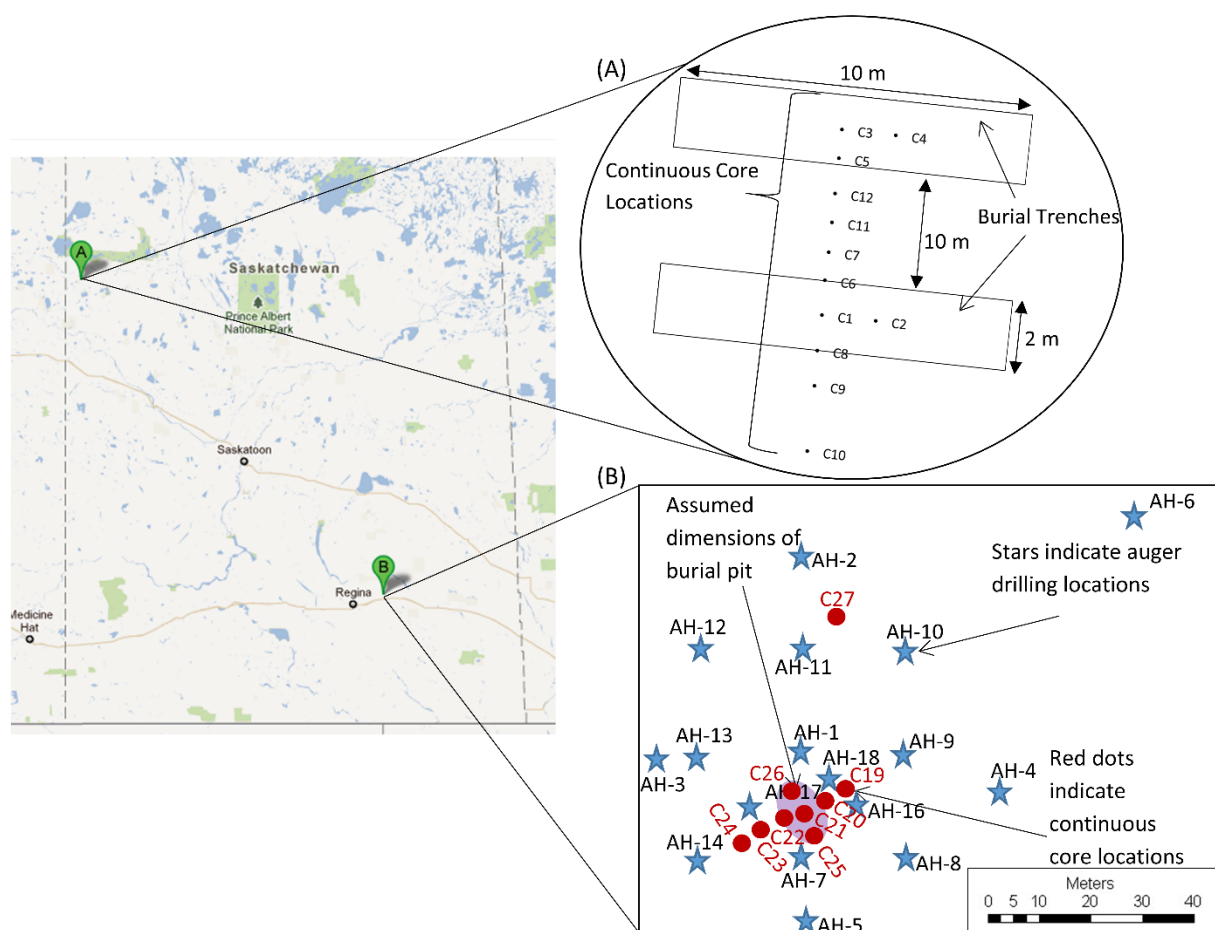 (A)
10 m
C3
C4
C5
Continuous Core
Locations
C12
C11
Burial Trenches
10 m
C7
C6
C1
C2
2 m
C8
C9
C10
A
Saskatchewan
Prince Albert
National Park
Saskatoon
B
Regina
Medicine
Hat
(B)
Assumed
dimensions of
burial pit
AH-6
Stars indicate auger
drilling locations
AH-2
C27
AH-12
AH-11
AH-10
AH-13
AH-1
AH-9
AH-3
AH-18
AH-4
C26
C19
Red dots
indicate
continuous
core locations
AH-17
C20
AH-16
C21
C24
C22
C23
C25
AH-14
AH-7
AH-8
AH-5
Meters
0 5 10 20 30 40